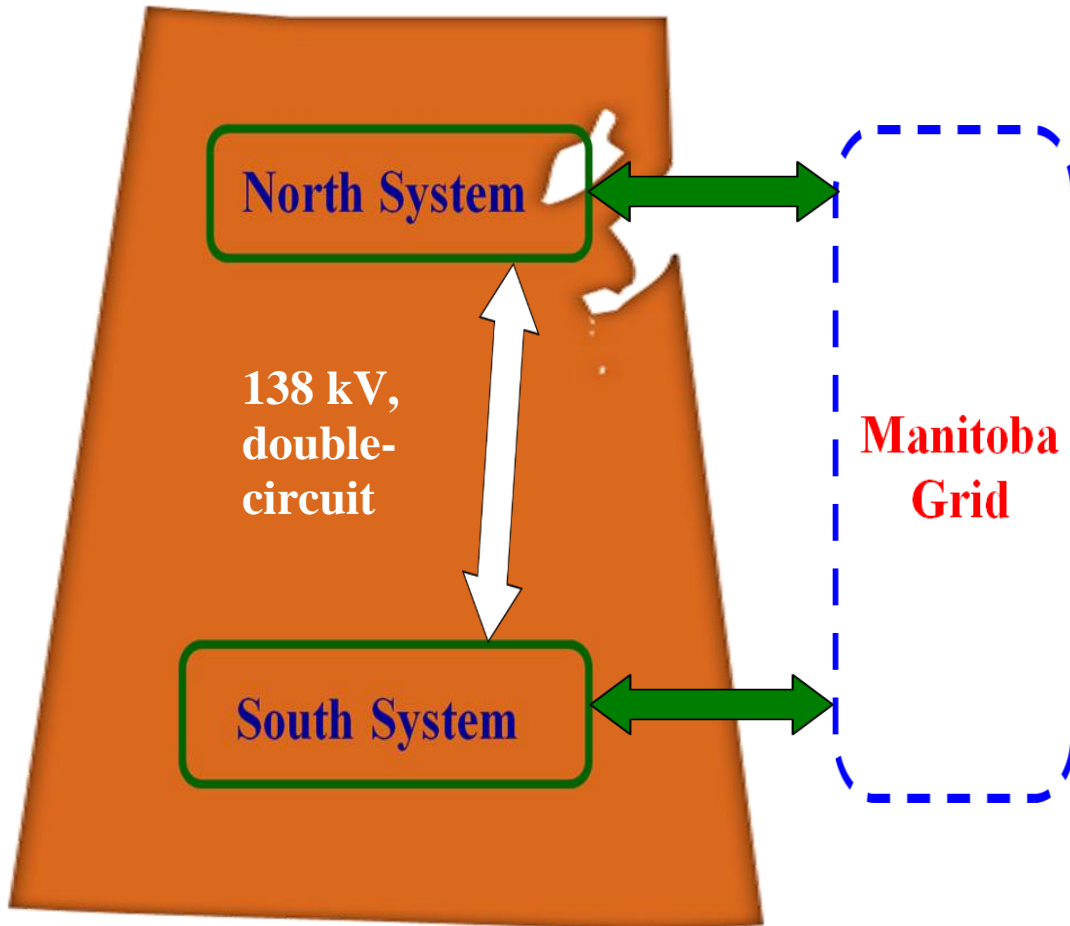 North System
138 kV,
double-
circuit
Manitoba
Grid
South System